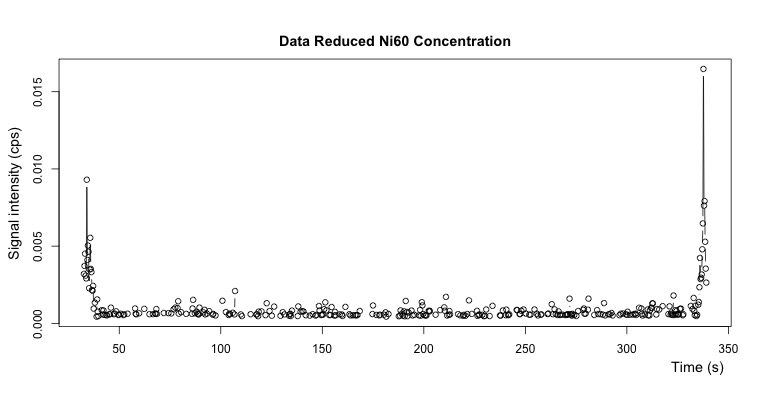 Data Reduced Ni60 Concentration
Signal intensity (cps)
0.015
0.010
0.005
0.000
50 100 150 200 250 300 350
Time (s)